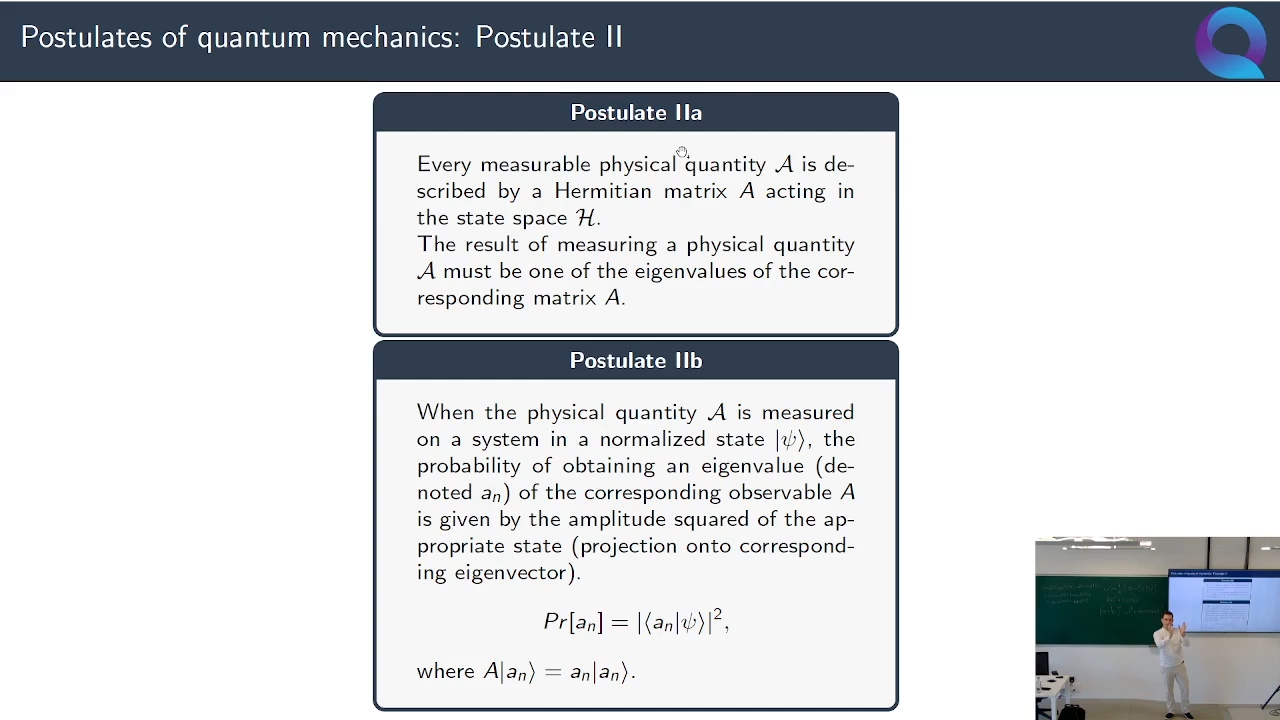 Postulates of quantum mechanics: Postulate II
Postulate IIa
Every measurable physical quantity 𝒜 is de-
scribed by a Hermitian matrix A acting in
the state space ℋ.
The result of measuring a physical quantity
𝒜 must be one of the eigenvalues of the cor-
responding matrix A.
Postulate IIb
When the physical quantity 𝒜 is measured
on a system in a normalized state |ψ⟩, the
probability of obtaining an eigenvalue (de-
noted aₙ) of the corresponding observable A
is given by the amplitude squared of the ap-
propriate state (projection onto correspond-
ing eigenvector).
Pr[aₙ] = |⟨aₙ|ψ⟩|²,
where A|aₙ⟩ = aₙ|aₙ⟩.